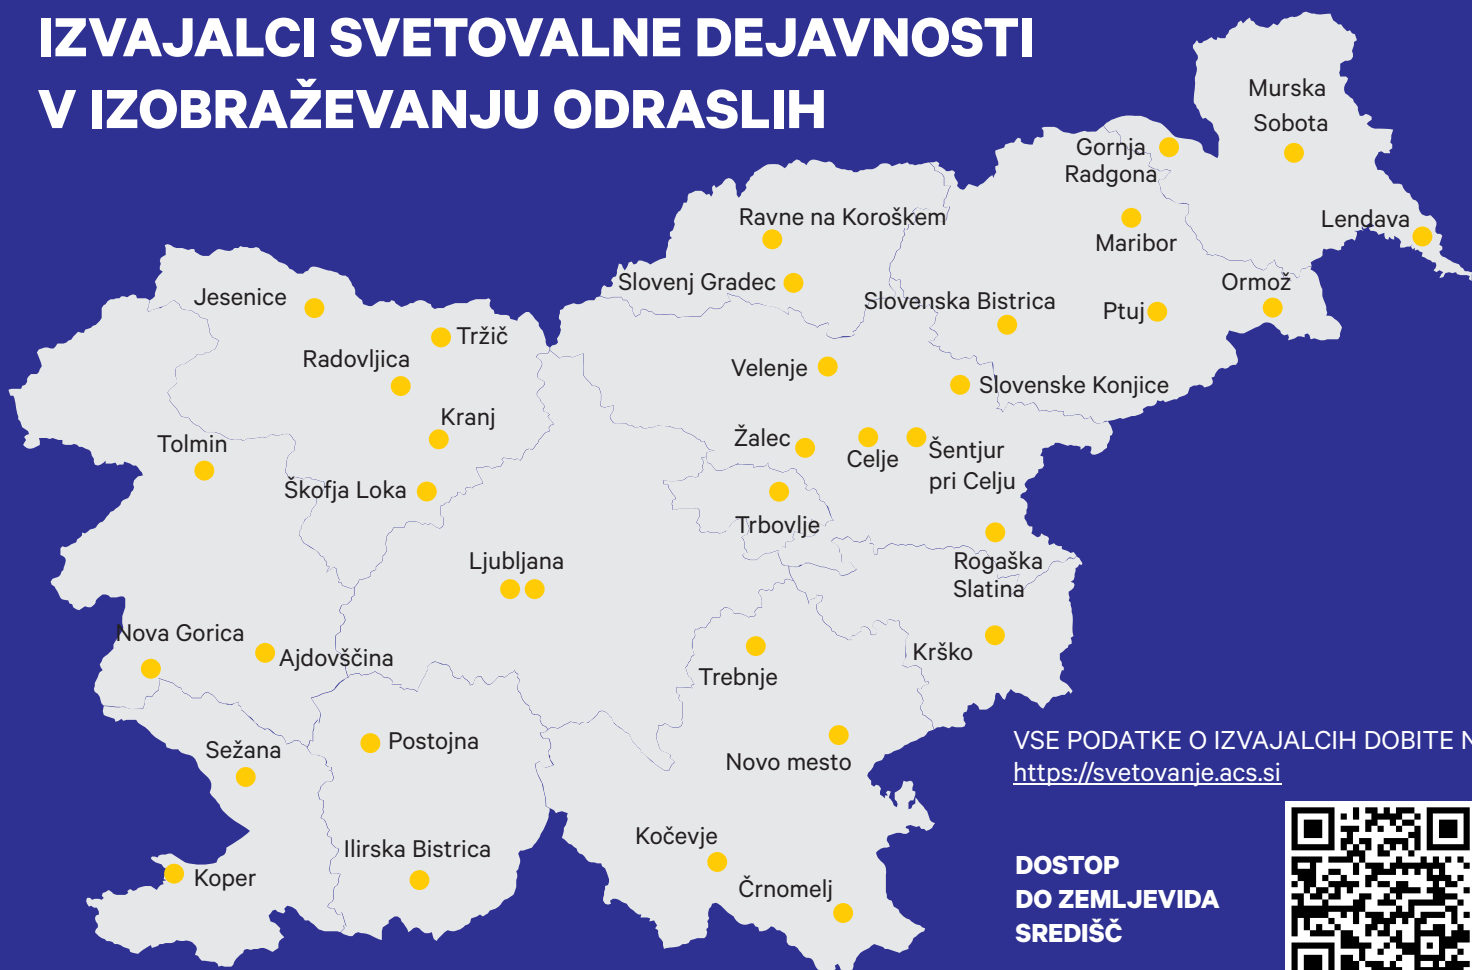 IZVAJALCI SVETOVALNE DEJAVNOSTI
V IZOBRAŽEVANJU ODRASLIH
Murska
Sobota
Gornja
Radgona
Ravne na Koroškem
Maribor
Lendava
Slovenj Gradec
Ormož
Jesenice
Slovenska Bistrica
Ptuj
Tržič
Radovljica
Velenje
Slovenske Konjice
Kranj
Tolmin
Žalec
Celje
Šentjur
pri Celju
Škofja Loka
Trbovlje
Ljubljana
Rogaška
Slatina
Nova Gorica
Ajdovščina
Krško
Trebnje
Sežana
Postojna
Novo mesto
VSE PODATKE O IZVAJALCIH DOBITE N
https://svetovanje.acs.si
Kočevje
Ilirska Bistrica
Koper
Črnomelj
DOSTOP
DO ZEMLJEVIDA
SREDIŠČ